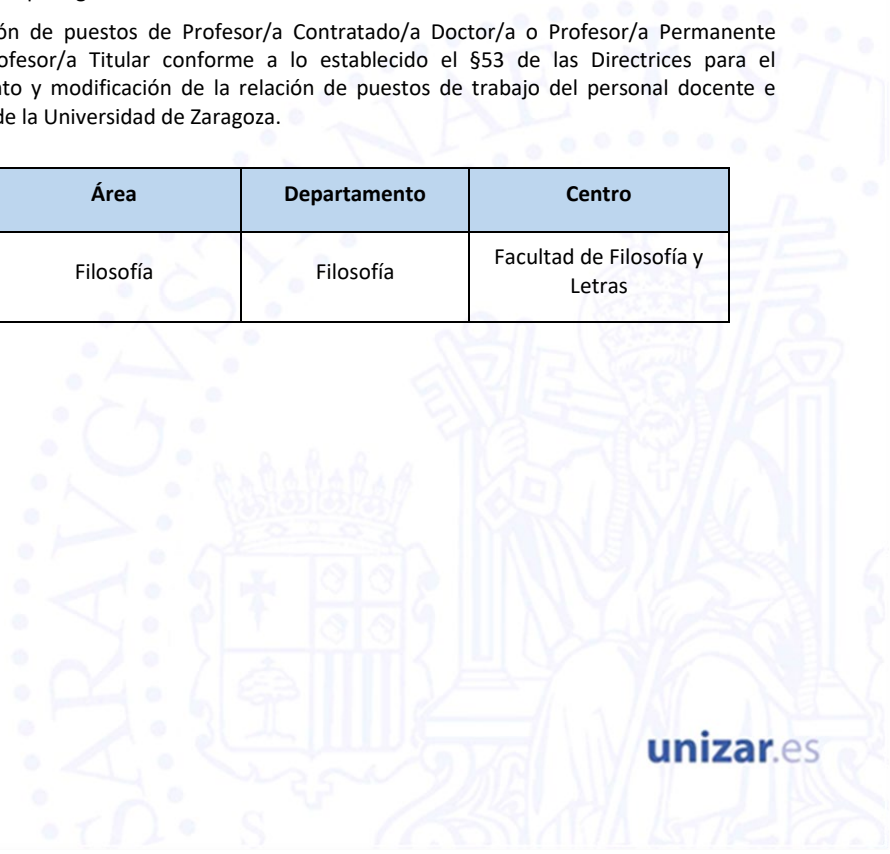 ón de puestos de Profesor/a Contratado/a Doctor/a o Profesor/a Permanente
ofesor/a Titular conforme a lo establecido el §53 de las Directrices para el
nto y modificación de la relación de puestos de trabajo del personal docente e
de la Universidad de Zaragoza.
Área Departamento Centro
Filosofía Filosofía Facultad de Filosofía y
Letras
unizar.es